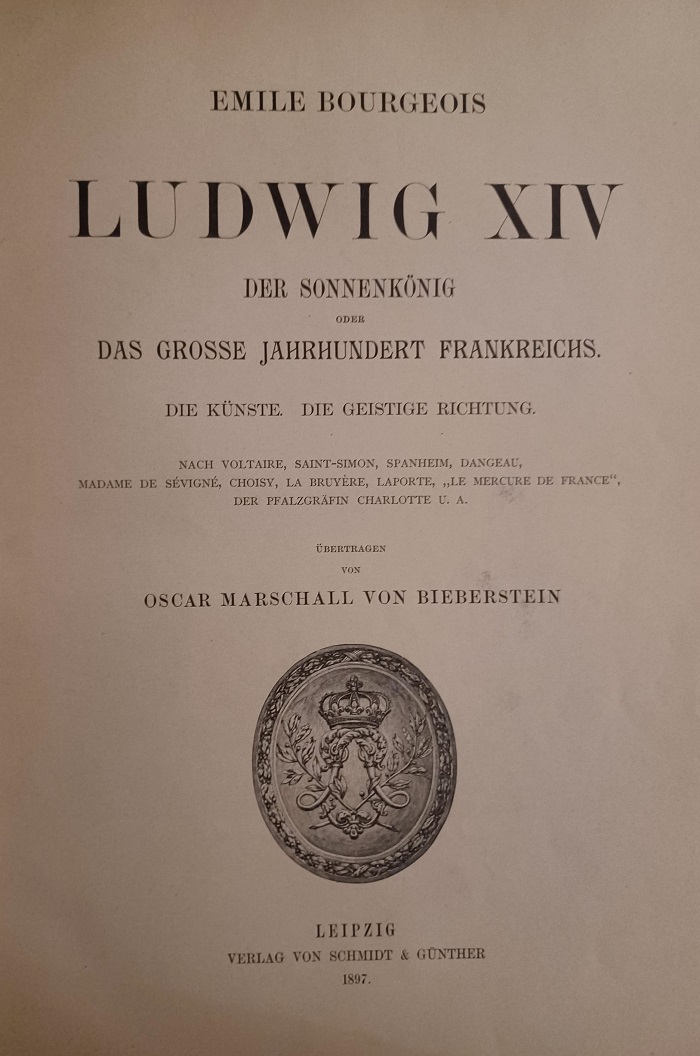 EMILE BOURGEOIS
LUDWIG XIV
DER SONNENKÖNIG
ODER
DAS GROSSE JAHRHUNDERT FRANKREICHS.
DIE KÜNSTE. DIE GEISTIGE RICHTUNG.
NACH VOLTAIRE, SAINT-SIMON, SPANHEIM, DANGEAU,
MADAME DE SÉVIGNÉ, CHOISY, LA BRUYÈRE, LAPORTE, „LE MERCURE DE FRANCE“,
DER PFALZGRÄFIN CHARLOTTE U. A.
ÜBERTRAGEN
VON
OSCAR MARSCHALL VON BIEBERSTEIN
LEIPZIG
VERLAG VON SCHMIDT & GÜNTHER
1897.